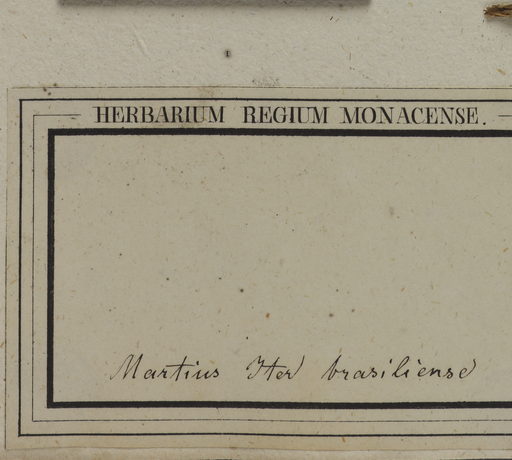 HERBARIUM REGIUM MONACENSE.
Martius Iter brasiliense